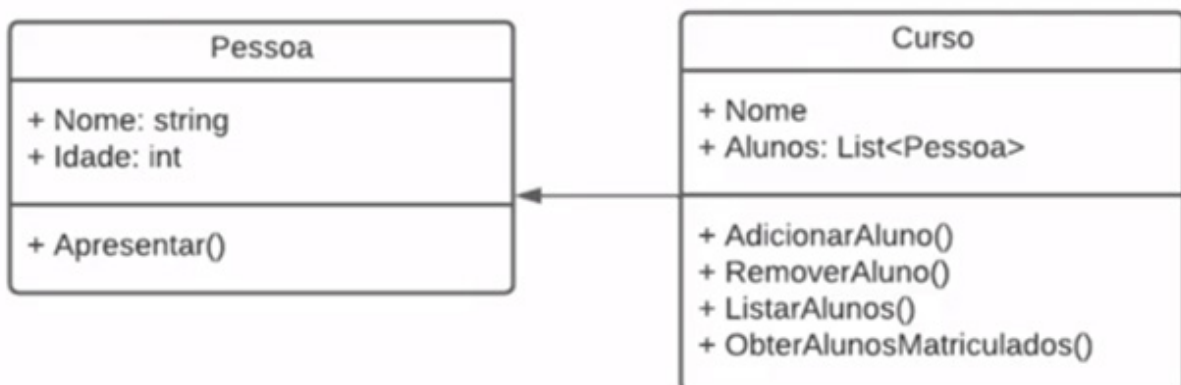 Pessoa
+ Nome: string
+ Idade: int
+ Apresentar()
Curso
+ Nome
+ Alunos: List<Pessoa>
+ AdicionarAluno()
+ RemoverAluno()
+ ListarAlunos()
+ ObterAlunosMatriculados()